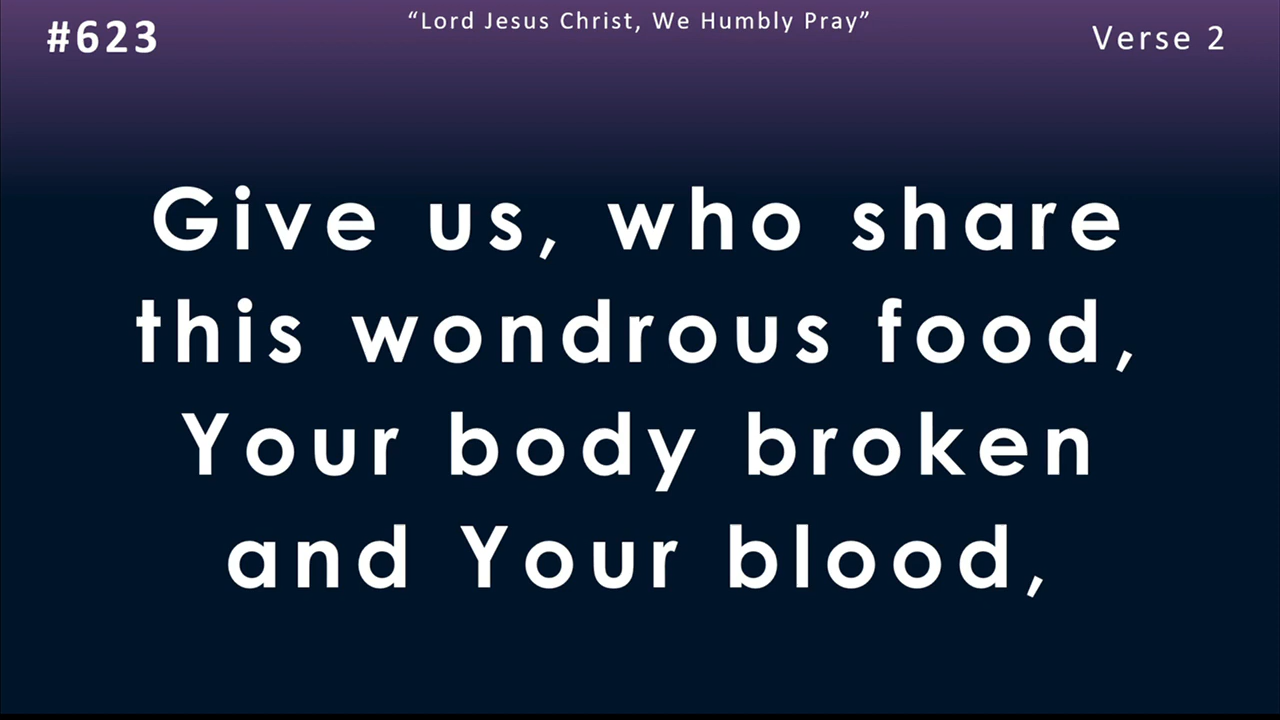 #623
“Lord Jesus Christ, We Humbly Pray”
Verse 2
Give us, who share
this wondrous food,
Your body broken
and Your blood,